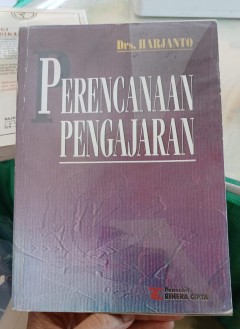 Drs. HARJANTO
PERENCANAAN
PENGAJARAN
Penerbit
RINEKA CIPTA